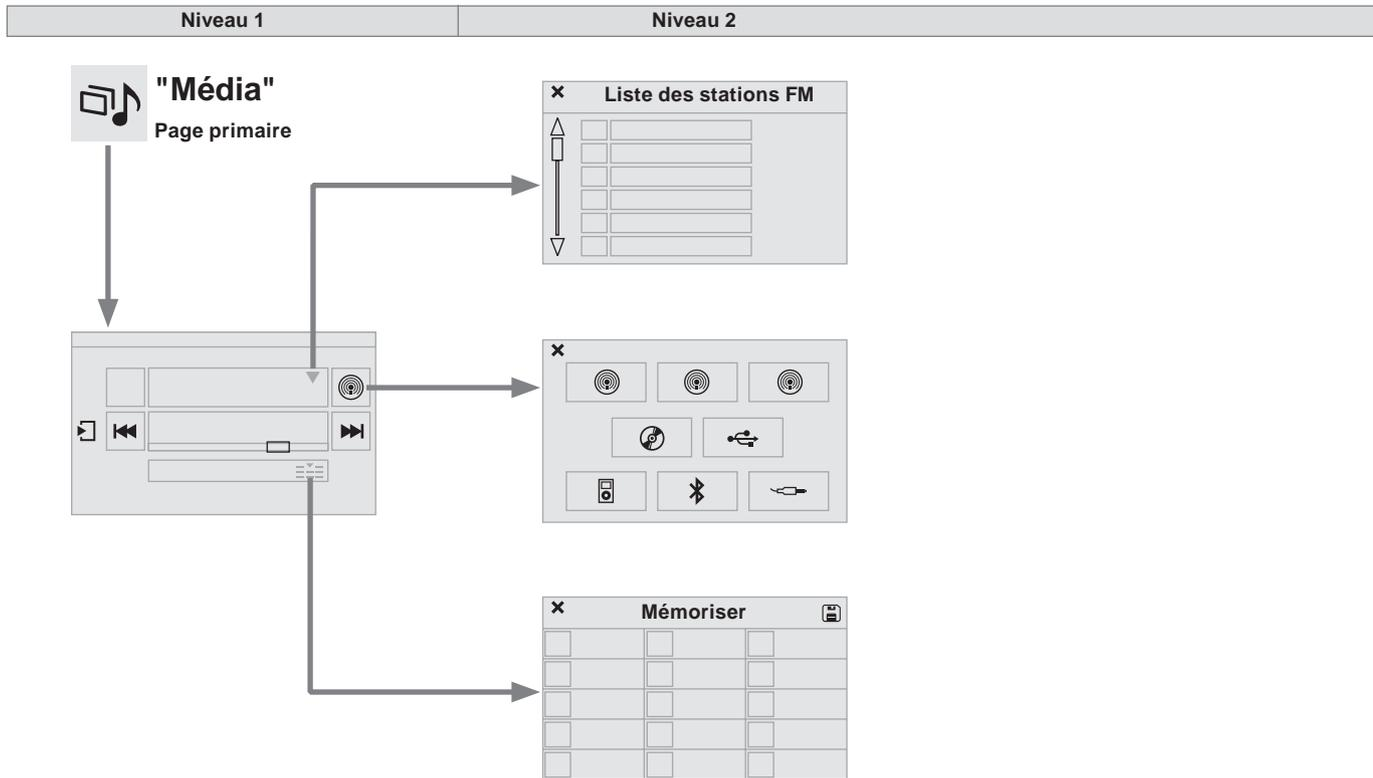 Niveau 1
Niveau 2
"Média"
Page primaire
Liste des stations FM
Mémoriser